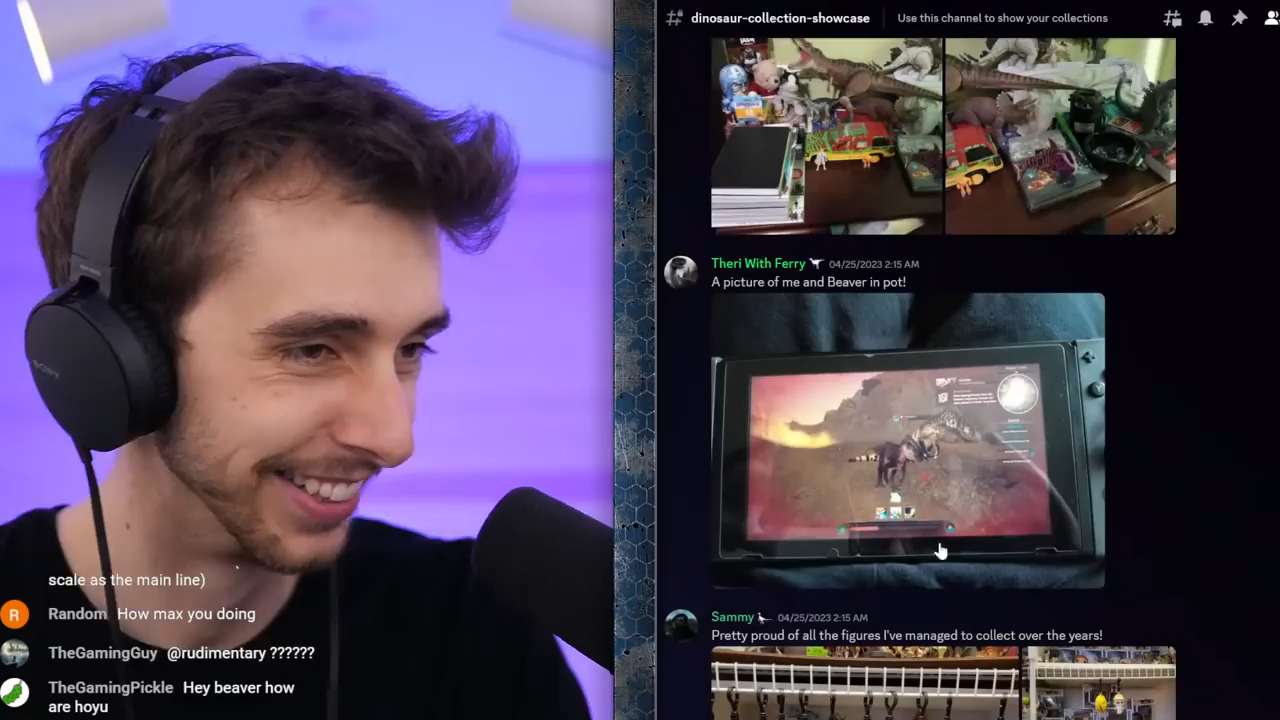 dinosaur-collection-showcase
Use this channel to show your collections
Theri With Ferry 04/25/2023 2:15 AM
A picture of me and Beaver in pot!
Sammy 04/25/2023 2:15 AM
Pretty proud of all the figures I've managed to collect over the years!
SONY
scale as the main line)
R
Random How max you doing
TheGamingGuy @rudimentary ??????
TheGamingPickle Hey beaver how
are hoyu